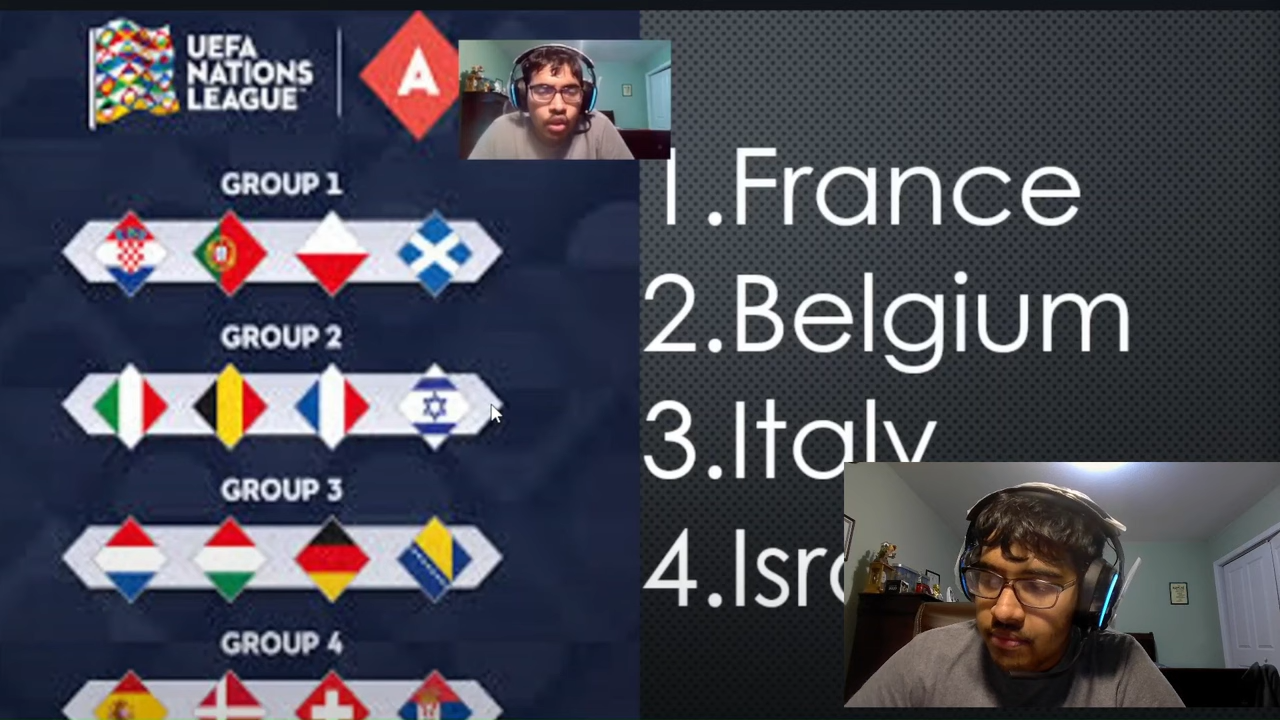 UEFA
NATIONS
LEAGUE
A
GROUP 1
GROUP 2
GROUP 3
GROUP 4
1.France
2.Belgium
3.Italy
4.Isr